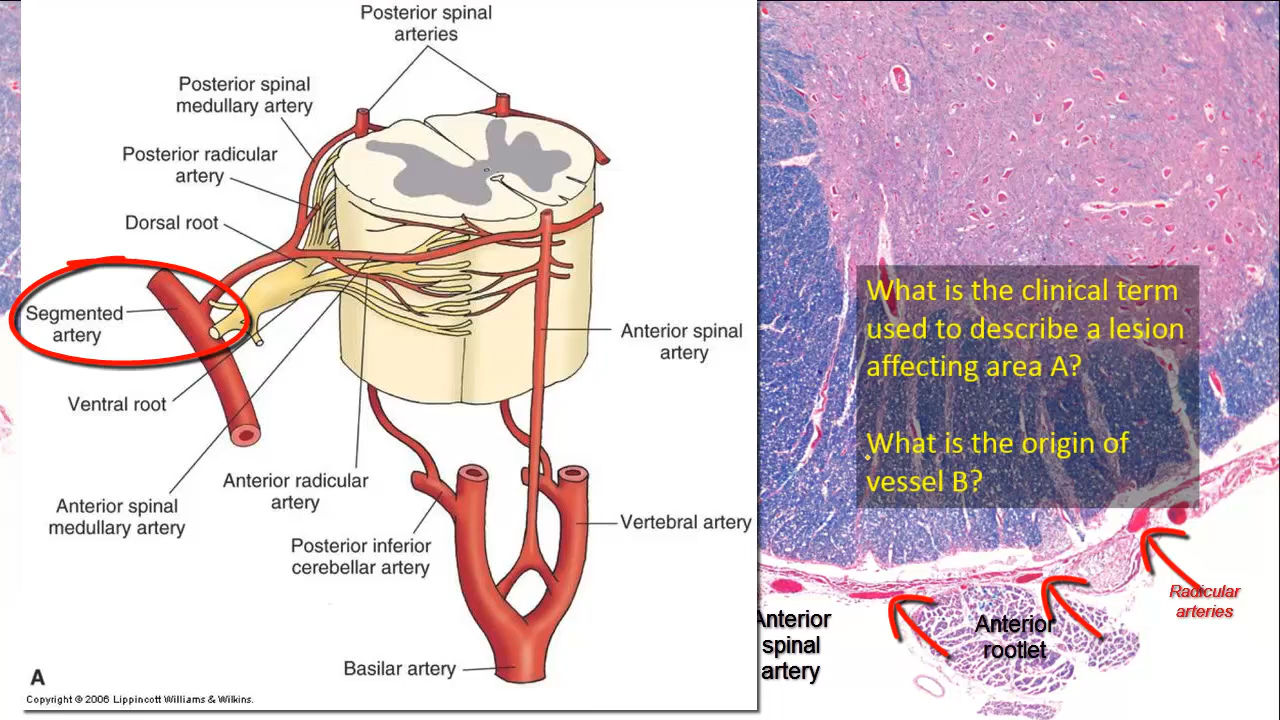 Posterior spinal
arteries
Posterior spinal
medullary artery
Posterior radicular
artery
Dorsal root
Segmented
artery
Ventral root
Anterior spinal
medullary artery
Anterior radicular
artery
Posterior inferior
cerebellar artery
Anterior spinal
artery
Vertebral artery
Basilar artery
A
Copyright © 2006 Lippincott Williams & Wilkins.
What is the clinical term
used to describe a lesion
affecting area A?
What is the origin of
vessel B?
Radicular
arteries
Anterior
spinal
artery
Anterior
rootlet